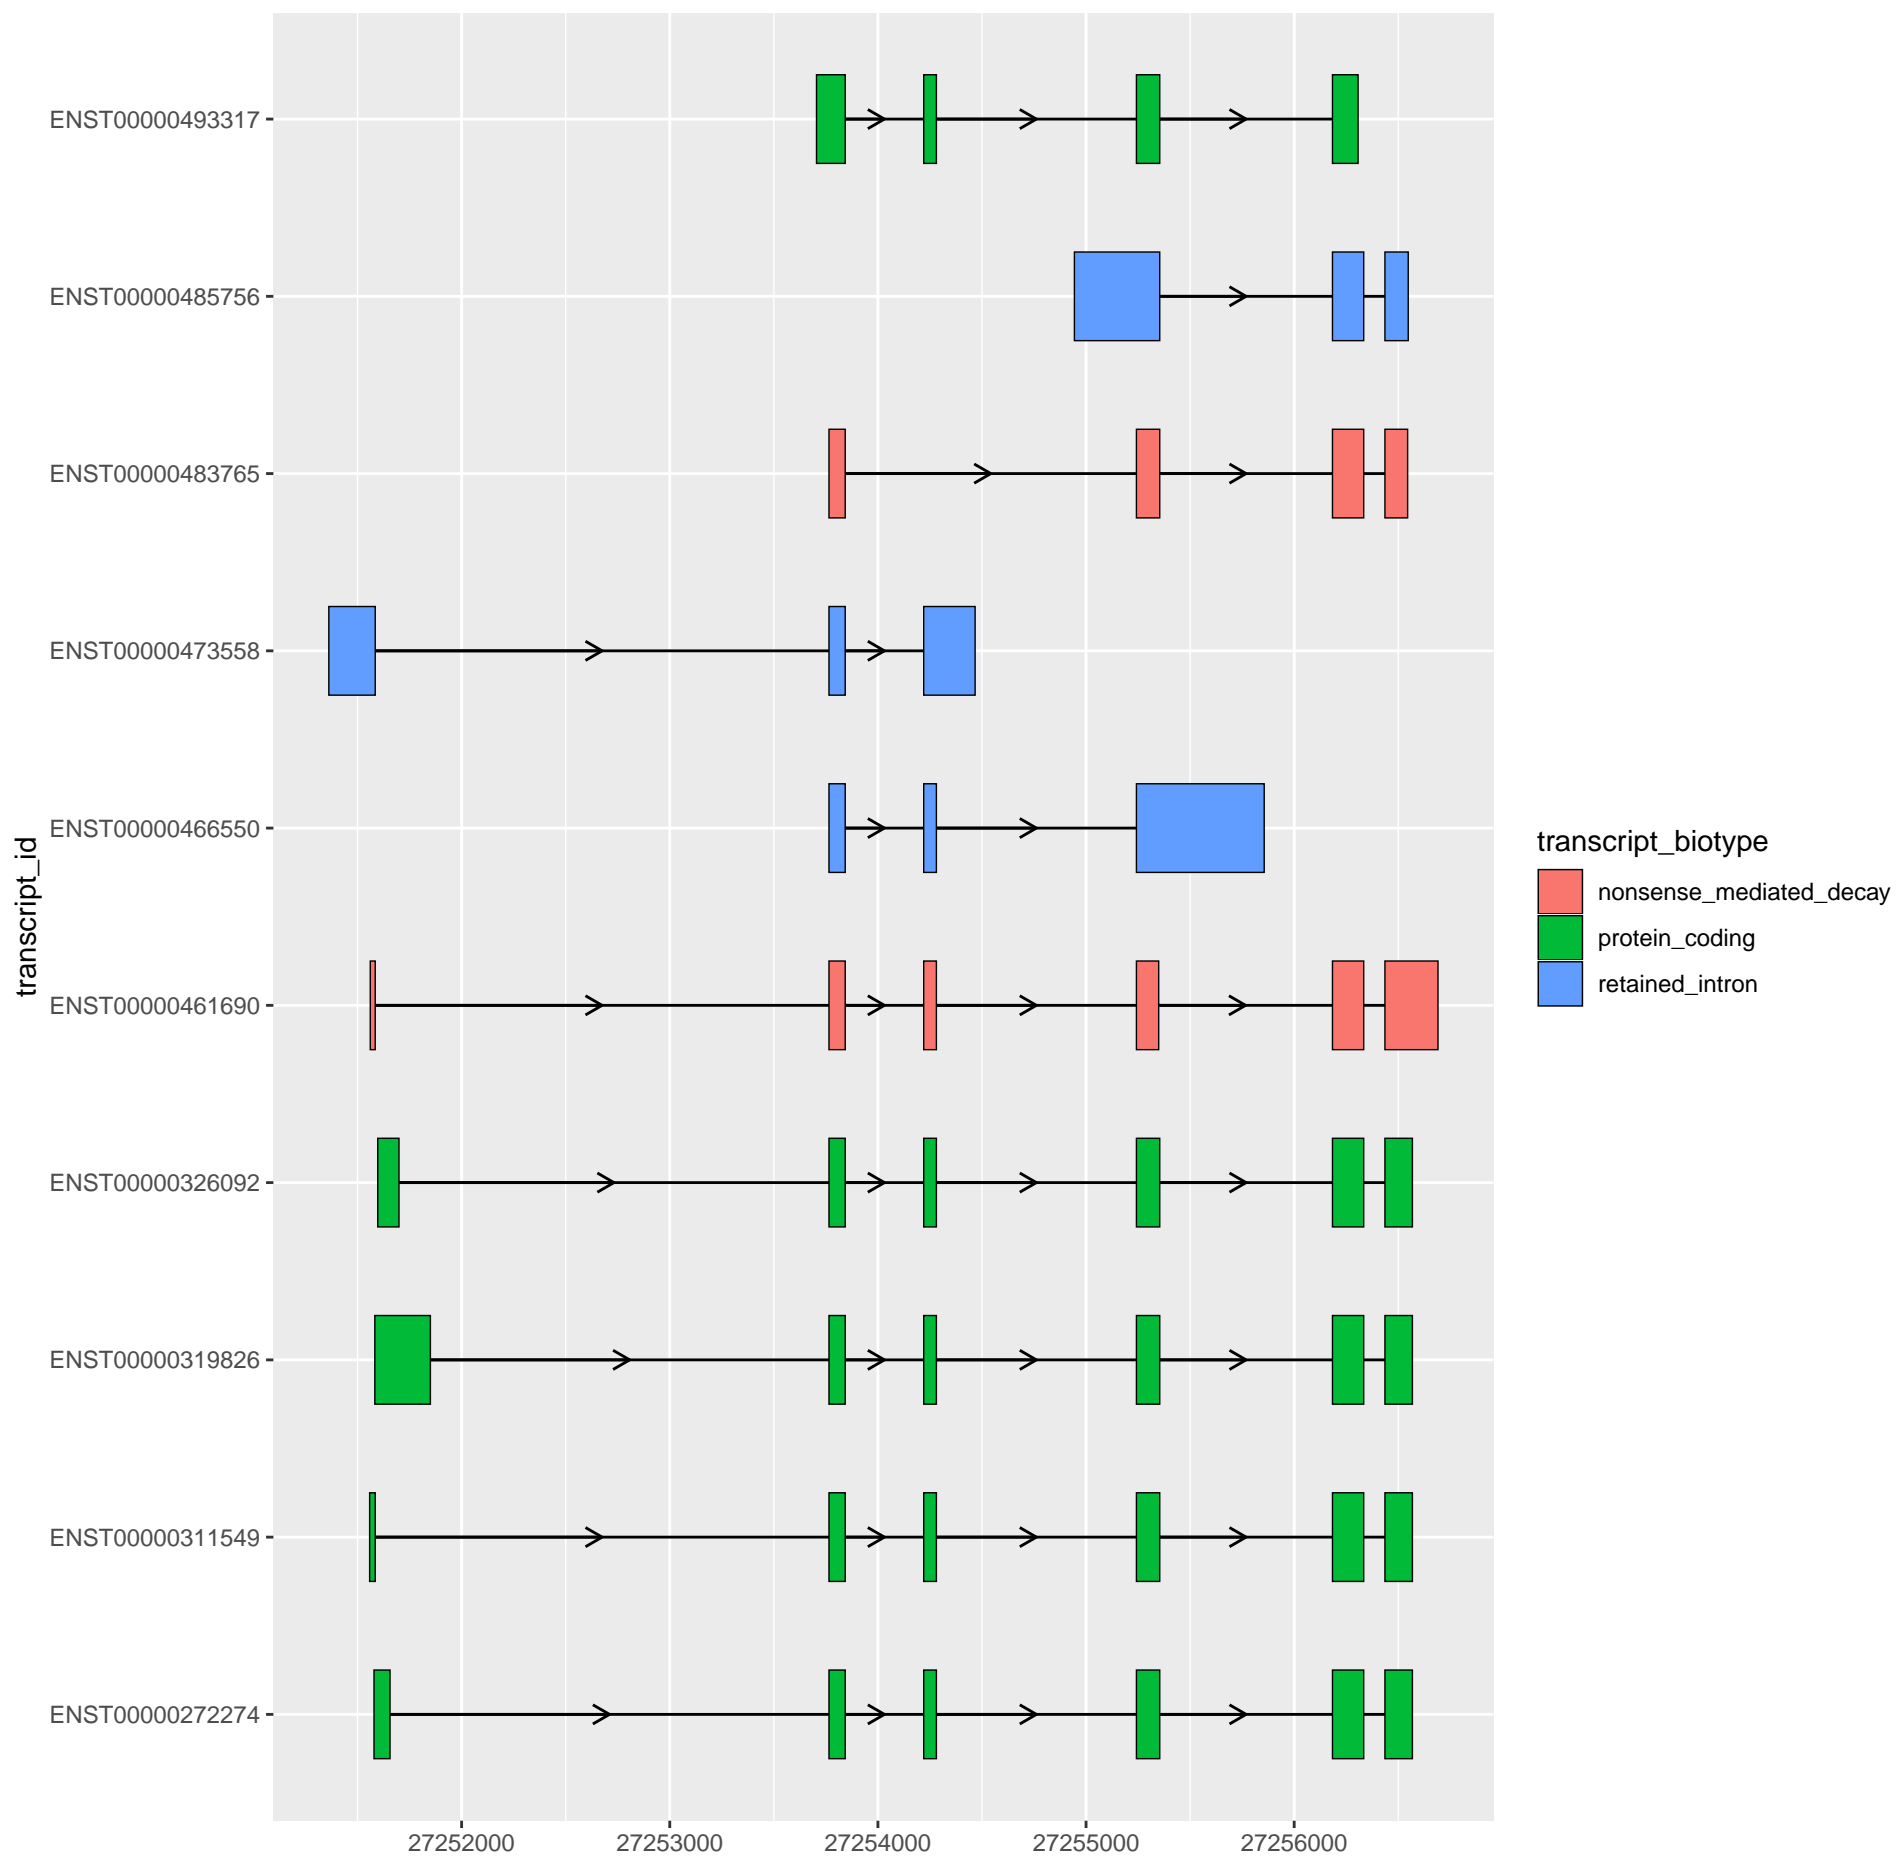 transcript_id
ENST00000493317
ENST00000485756
ENST00000483765
ENST00000473558
ENST00000466550
ENST00000461690
ENST00000326092
ENST00000319826
ENST00000311549
ENST00000272274
27252000
27253000
27254000
27255000
27256000
transcript_biotype
nonsense_mediated_decay
protein_coding
retained_intron